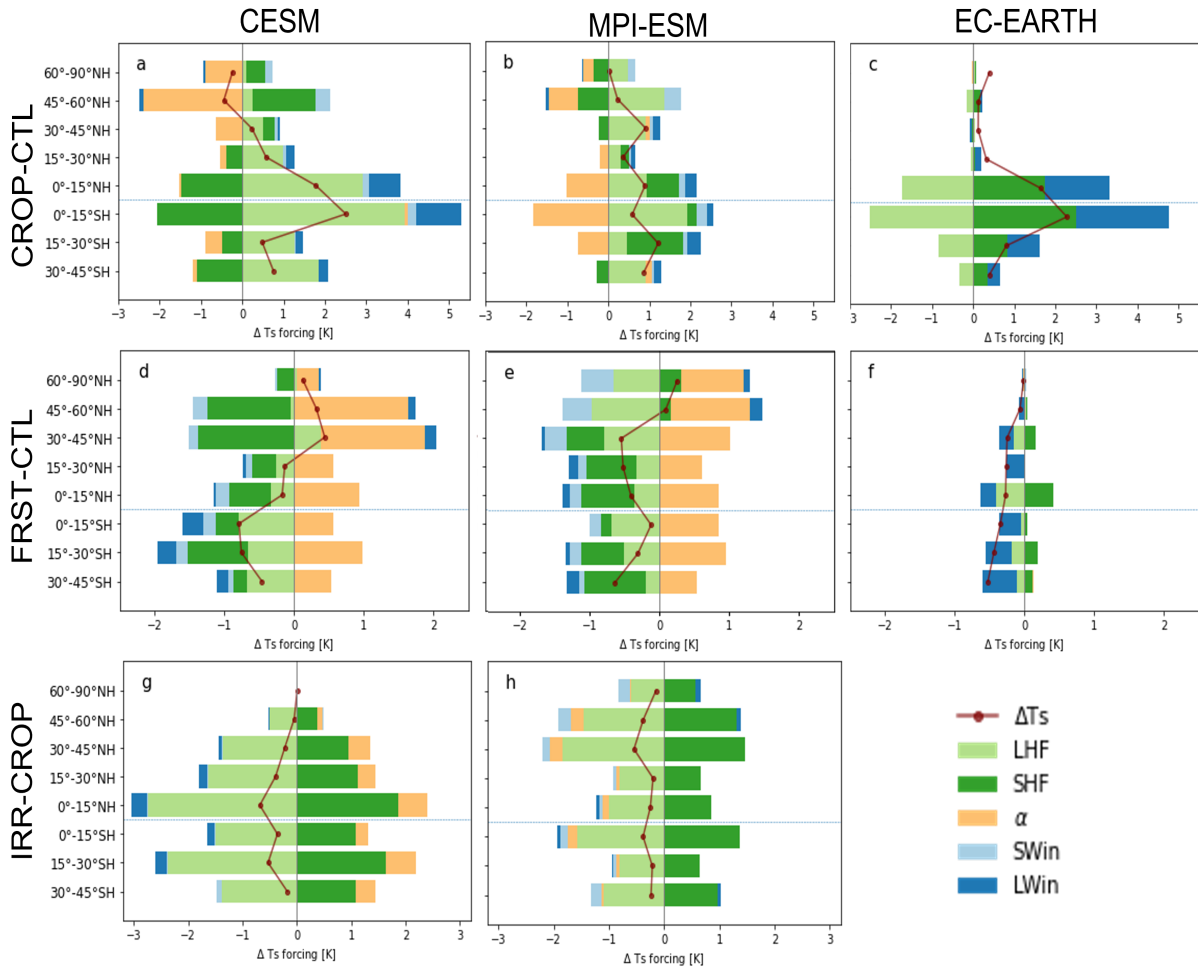 CESM MPI-ESM EC-EARTH
CROP-CTL
a b c
60°-90°NH
45°-60°NH
30°-45°NH
15°-30°NH
0°-15°NH
0°-15°SH
15°-30°SH
30°-45°SH
−3 −2 −1 0 1 2 3 4 5
−3 −2 −1 0 1 2 3 4 5
−3 −2 −1 0 1 2 3 4 5
Δ Ts forcing [K] Δ Ts forcing [K] Δ Ts forcing [K]
FRST-CTL
d e f
60°-90°NH
45°-60°NH
30°-45°NH
15°-30°NH
0°-15°NH
0°-15°SH
15°-30°SH
30°-45°SH
−2 −1 0 1 2
−2 −1 0 1 2
−2 −1 0 1 2
Δ Ts forcing [K] Δ Ts forcing [K] Δ Ts forcing [K]
IRR-CROP
g h
60°-90°NH
45°-60°NH
30°-45°NH
15°-30°NH
0°-15°NH
0°-15°SH
15°-30°SH
30°-45°SH
−3 −2 −1 0 1 2 3
−3 −2 −1 0 1 2 3
Δ Ts forcing [K] Δ Ts forcing [K]
ΔTs
LHF
SHF
α
SWin
LWin